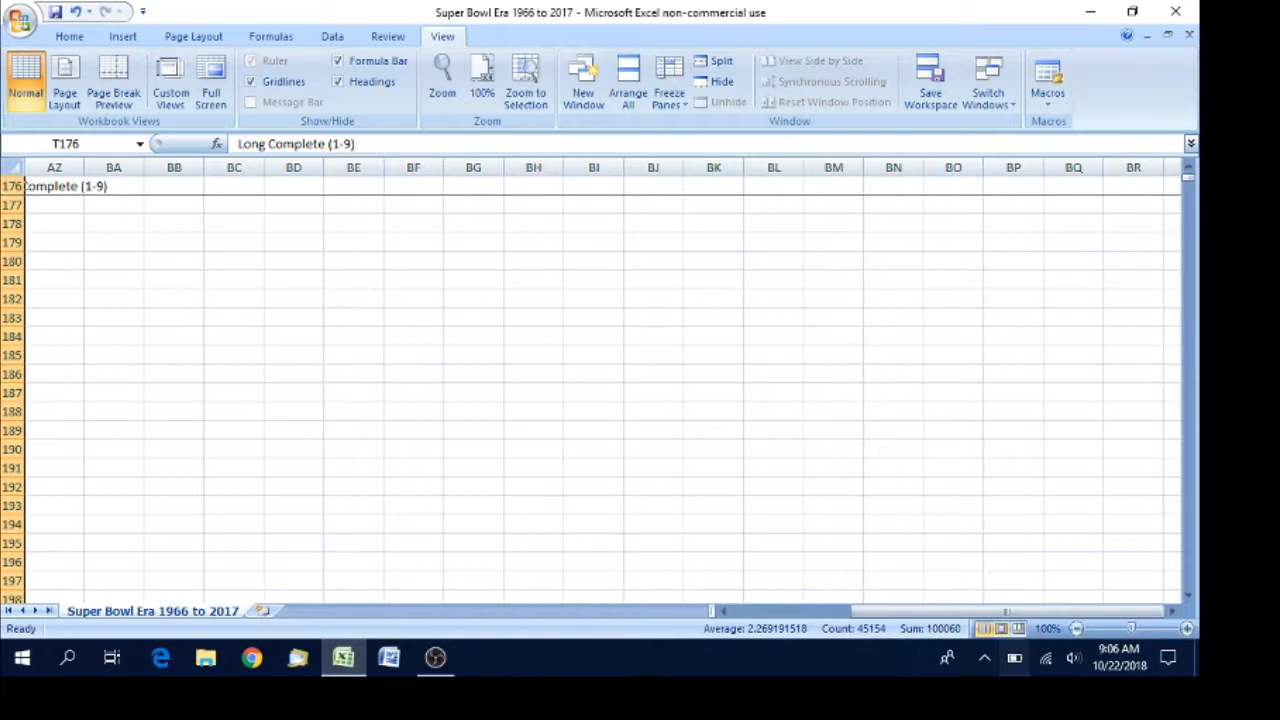 Super Bowl Era 1966 to 2017 - Microsoft Excel non-commercial use
Home Insert Page Layout Formulas Data Review View
Normal Page Layout Page Break Preview Custom Views Full Screen
Workbook Views
Ruler Formula Bar
Gridlines Headings
Message Bar
Show/Hide
Zoom 100% Zoom to Selection
Zoom
New Window Arrange All Freeze Panes Split Hide Unhide
View Side by Side
Synchronous Scrolling
Reset Window Position
Window
Save Workspace Switch Windows
Macros
Macros
T176 fx Long Complete (1-9)
AZ BA BB BC BD BE BF BG BH BI BJ BK BL BM BN BO BP BQ BR
176 Complete (1-9)
177
178
179
180
181
182
183
184
185
186
187
188
189
190
191
192
193
194
195
196
197
198
Super Bowl Era 1966 to 2017
Ready Average: 2.269191518 Count: 45154 Sum: 100060 100%
9:06 AM
10/22/2018